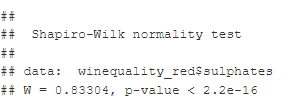 ##
## Shapiro-Wilk normality test
##
## data: winequality_red$sulphates
## W = 0.83304, p-value < 2.2e-16